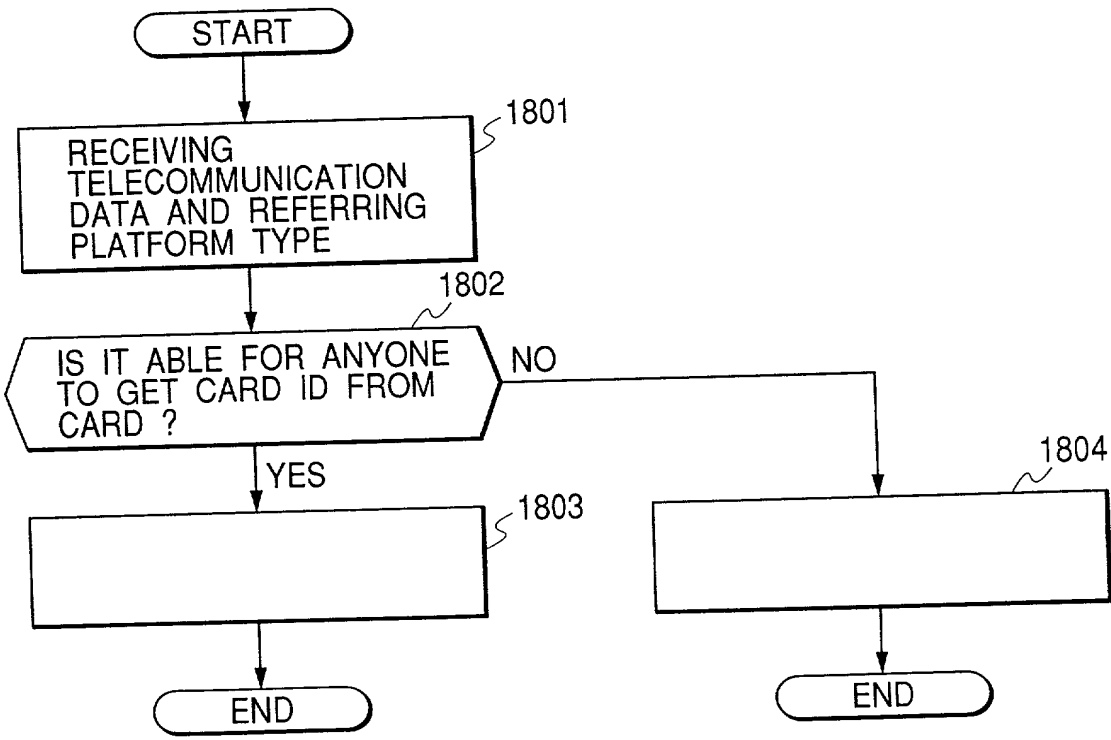 START
1801
RECEIVING
TELECOMMUNICATION
DATA AND REFERRING
PLATFORM TYPE
1802
IS IT ABLE FOR ANYONE
TO GET CARD ID FROM
CARD ?
NO
YES
1803
1804
END
END